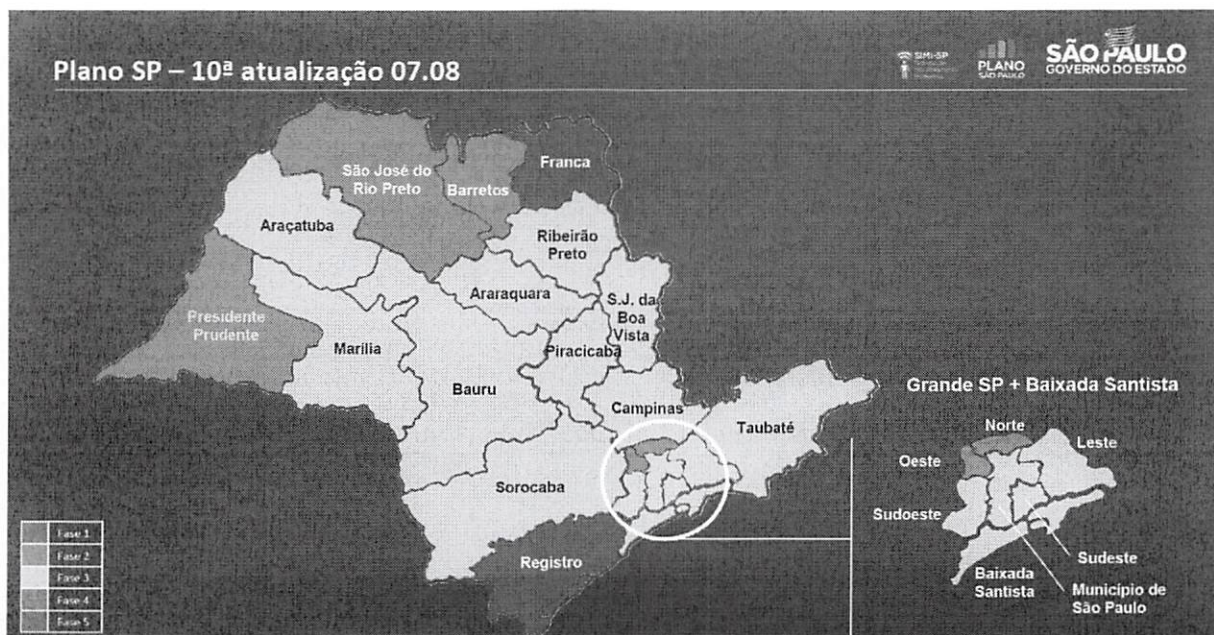 Plano SP – 10ª atualização 07.08
SIMI-SP
PLANO
SÃO PAULO
SÃO PAULO
GOVERNO DO ESTADO
São José do
Rio Preto
Barretos
Franca
Araçatuba
Ribeirão
Preto
Araraquara
S.J. da
Boa
Vista
Presidente
Prudente
Marilia
Bauru
Piracicaba
Campinas
Taubaté
Sorocaba
Registro
Grande SP + Baixada Santista
Norte
Leste
Oeste
Sudoeste
Sudeste
Baixada
Santista
Município de
São Paulo
Fase 1
Fase 2
Fase 3
Fase 4
Fase 5